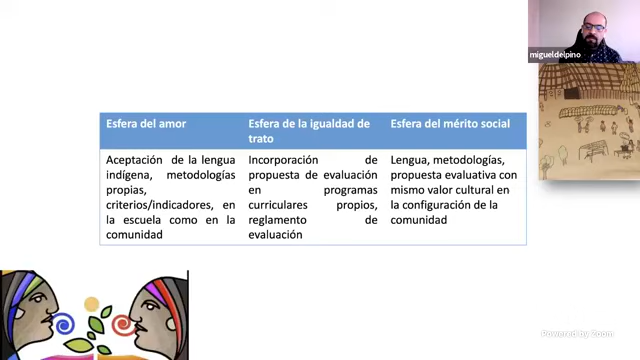 migueldelpino
Esfera del amor
Esfera de la igualdad de
trato
Esfera del mérito social
Aceptación de la lengua
indígena, metodologías
propias,
criterios/indicadores, en
la escuela como en la
comunidad
Incorporación de
propuesta de evaluación
en programas
curriculares propios,
reglamento de
evaluación
Lengua, metodologías,
propuesta evaluativa con
mismo valor cultural en
la configuración de la
comunidad
Powered by Zoom